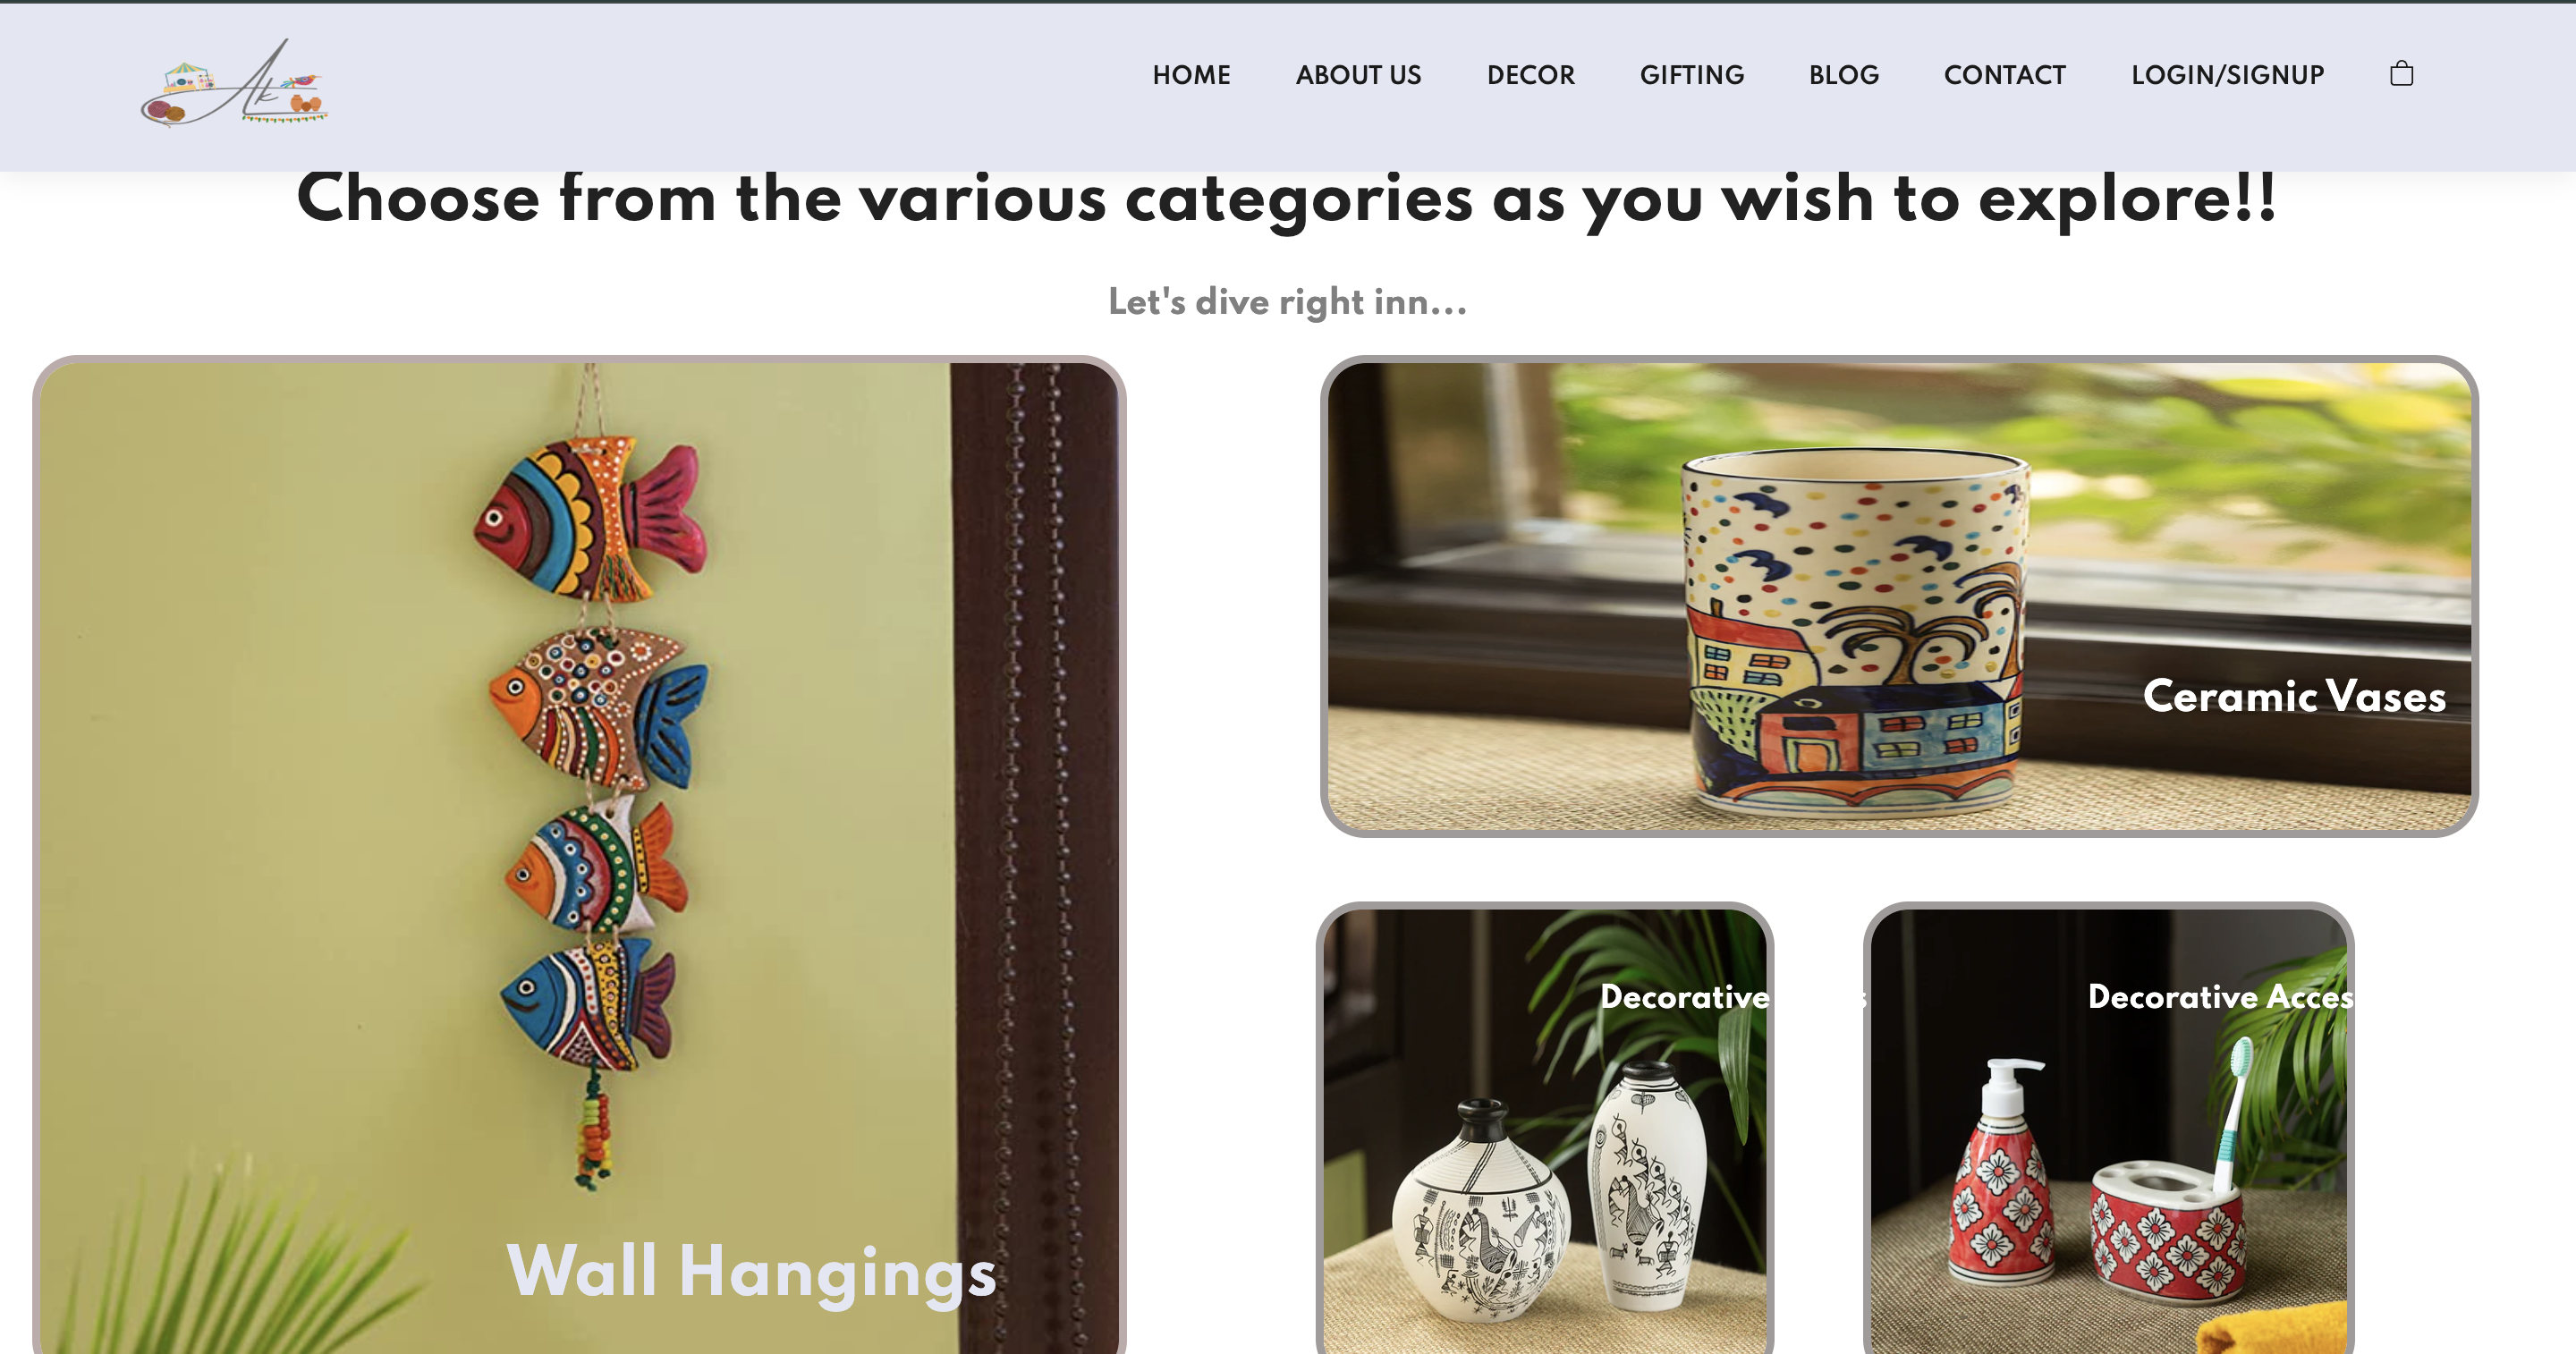 Ak
HOME ABOUT US DECOR GIFTING BLOG CONTACT LOGIN/SIGNUP
Choose from the various categories as you wish to explore!!
Let's dive right inn...
Ceramic Vases
Decorative
Decorative Acces
Wall Hangings